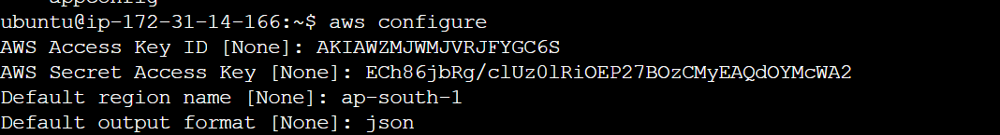 ubuntu@ip-172-31-14-166:~$ aws configure
AWS Access Key ID [None]: AKIAWZMJWMJVRJFYGC6S
AWS Secret Access Key [None]: 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
Default region name [None]: ap-south-1
Default output format [None]: json